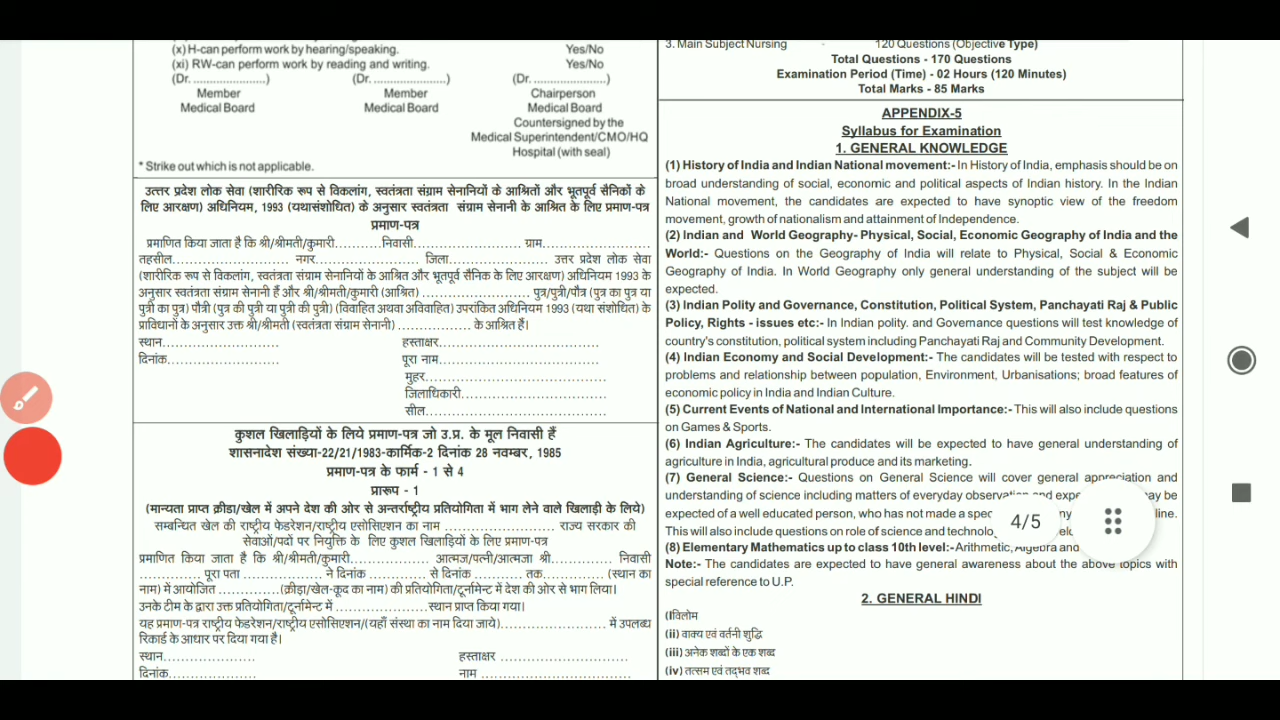 (x) H-can perform work by hearing/speaking. Yes/No
(xi) RW-can perform work by reading and writing. Yes/No
(Dr. .....................) (Dr. .....................) (Dr. .....................)
Member Member Chairperson
Medical Board Medical Board Medical Board
Countersigned by the
Medical Superintendent/CMO/HQ
Hospital (with seal)
* Strike out which is not applicable.
उत्तर प्रदेश लोक सेवा (शारीरिक रूप से विकलांग, स्वतंत्रता संग्राम सेनानियों के आश्रितों और भूतपूर्व सैनिकों के
लिए आरक्षण) अधिनियम, 1993 (यथासंशोधित) के अनुसार स्वतंत्रता संग्राम सेनानी के आश्रित के लिए प्रमाण-पत्र
प्रमाण-पत्र
प्रमाणित किया जाता है कि श्री/श्रीमती/कुमारी...........निवासी......................... ग्राम.........................
तहसील......................... नगर......................... जिला......................... उत्तर प्रदेश लोक सेवा
(शारीरिक रूप से विकलांग, स्वतंत्रता संग्राम सेनानियों के आश्रित और भूतपूर्व सैनिक के लिए आरक्षण) अधिनियम 1993 के
अनुसार स्वतंत्रता संग्राम सेनानी हैं और श्री/श्रीमती/कुमारी (आश्रित) ......................... पुत्र/पुत्री/पौत्र (पुत्र का पुत्र या
पुत्री का पुत्र) पौत्री (पुत्र की पुत्री या पुत्री की पुत्री) (विवाहित अथवा अविवाहित) उपरांकित अधिनियम 1993 (यथा संशोधित) के
प्राविधानों के अनुसार उक्त श्री/श्रीमती (स्वतंत्रता संग्राम सेनानी) ................. के आश्रित हैं।
स्थान......................... हस्ताक्षर.....................................
दिनांक......................... पूरा नाम.....................................
मुहर.....................................
जिलाधिकारी.....................................
सील.....................................
कुशल खिलाड़ियों के लिये प्रमाण-पत्र जो उ.प्र. के मूल निवासी हैं
शासनादेश संख्या-22/21/1983-कार्मिक-2 दिनांक 28 नवम्बर, 1985
प्रमाण-पत्र के फार्म - 1 से 4
प्रारूप - 1
(मान्यता प्राप्त क्रीडा/खेल में अपने देश की ओर से अन्तर्राष्ट्रीय प्रतियोगिता में भाग लेने वाले खिलाड़ी के लिये)
सम्बन्धित खेल की राष्ट्रीय फेडरेशन/राष्ट्रीय एसोसिएशन का नाम ......................... राज्य सरकार की
सेवाओं/पदों पर नियुक्ति के लिए कुशल खिलाड़ियों के लिए प्रमाण-पत्र
प्रमाणित किया जाता है कि श्री/श्रीमती/कुमारी............. आत्मज/पत्नी/आत्मजा श्री............. निवासी
............. पूरा पता ................. ने दिनांक ............. से दिनांक .......... तक............. (स्थान का
नाम) में आयोजित .............(क्रीड़ा/खेल-कूद का नाम) की प्रतियोगिता/टूर्नामेन्ट में देश की ओर से भाग लिया।
उनके टीम के द्वारा उक्त प्रतियोगिता/टूर्नामेन्ट में ....................स्थान प्राप्त किया गया।
यह प्रमाण-पत्र राष्ट्रीय फेडरेशन/राष्ट्रीय एसोसिएशन/(यहाँ संस्था का नाम दिया जाये)....................... में उपलब्ध
रिकार्ड के आधार पर दिया गया है।
स्थान......................... हस्ताक्षर ...............................
दिनांक......................... नाम ...............................
3. Main Subject Nursing - 120 Questions (Objective Type)
Total Questions - 170 Questions
Examination Period (Time) - 02 Hours (120 Minutes)
Total Marks - 85 Marks
APPENDIX-5
Syllabus for Examination
1. GENERAL KNOWLEDGE
(1) History of India and Indian National movement:- In History of India, emphasis should be on
broad understanding of social, economic and political aspects of Indian history. In the Indian
National movement, the candidates are expected to have synoptic view of the freedom
movement, growth of nationalism and attainment of Independence.
(2) Indian and World Geography- Physical, Social, Economic Geography of India and the
World:- Questions on the Geography of India will relate to Physical, Social & Economic
Geography of India. In World Geography only general understanding of the subject will be
expected.
(3) Indian Polity and Governance, Constitution, Political System, Panchayati Raj & Public
Policy, Rights - issues etc:- In Indian polity. and Governance questions will test knowledge of
country's constitution, political system including Panchayati Raj and Community Development.
(4) Indian Economy and Social Development:- The candidates will be tested with respect to
problems and relationship between population, Environment, Urbanisations; broad features of
economic policy in India and Indian Culture.
(5) Current Events of National and International Importance:- This will also include questions
on Games & Sports.
(6) Indian Agriculture:- The candidates will be expected to have general understanding of
agriculture in India, agricultural produce and its marketing.
(7) General Science:- Questions on General Science will cover general appreciation and
understanding of science including matters of everyday observation and may be
expected of a well educated person, who has not made a
This will also include questions on role of science and
(8) Elementary Mathematics up to class 10th level:- Arithmetic, Algebra and
Note:- The candidates are expected to have general awareness about the above topics with
special reference to U.P.
2. GENERAL HINDI
(Iविलोम
(ii) वाक्य एवं वर्तनी शुद्धि
(iii) अनेक शब्दों के एक शब्द
(iv) तत्सम एवं तद्भव शब्द
4/5